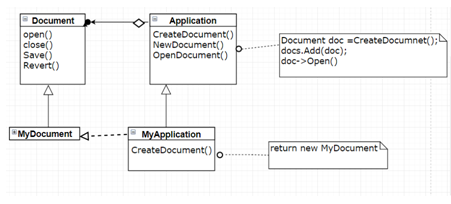 Document
open()
close()
Save()
Revert()
Application
CreateDocument()
NewDocument()
OpenDocument()
Document doc =CreateDocumnet();
docs.Add(doc);
doc->Open()
MyDocument
MyApplication
CreateDocument()
return new MyDocument